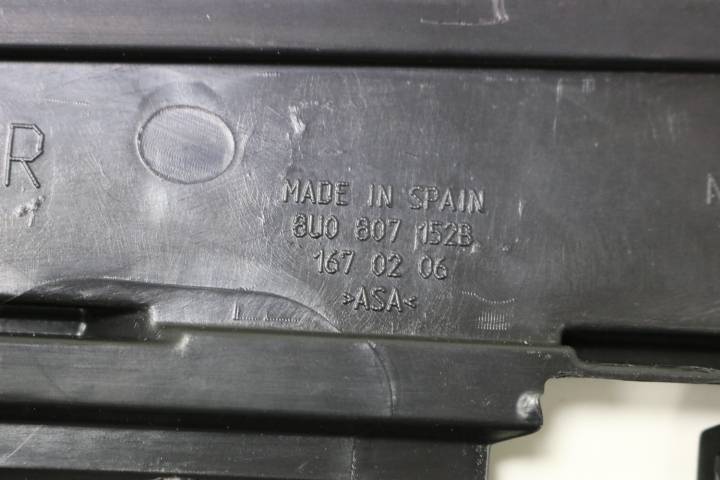 R
MADE IN SPAIN
8U0 807 152B
167 02 06
>ASA<